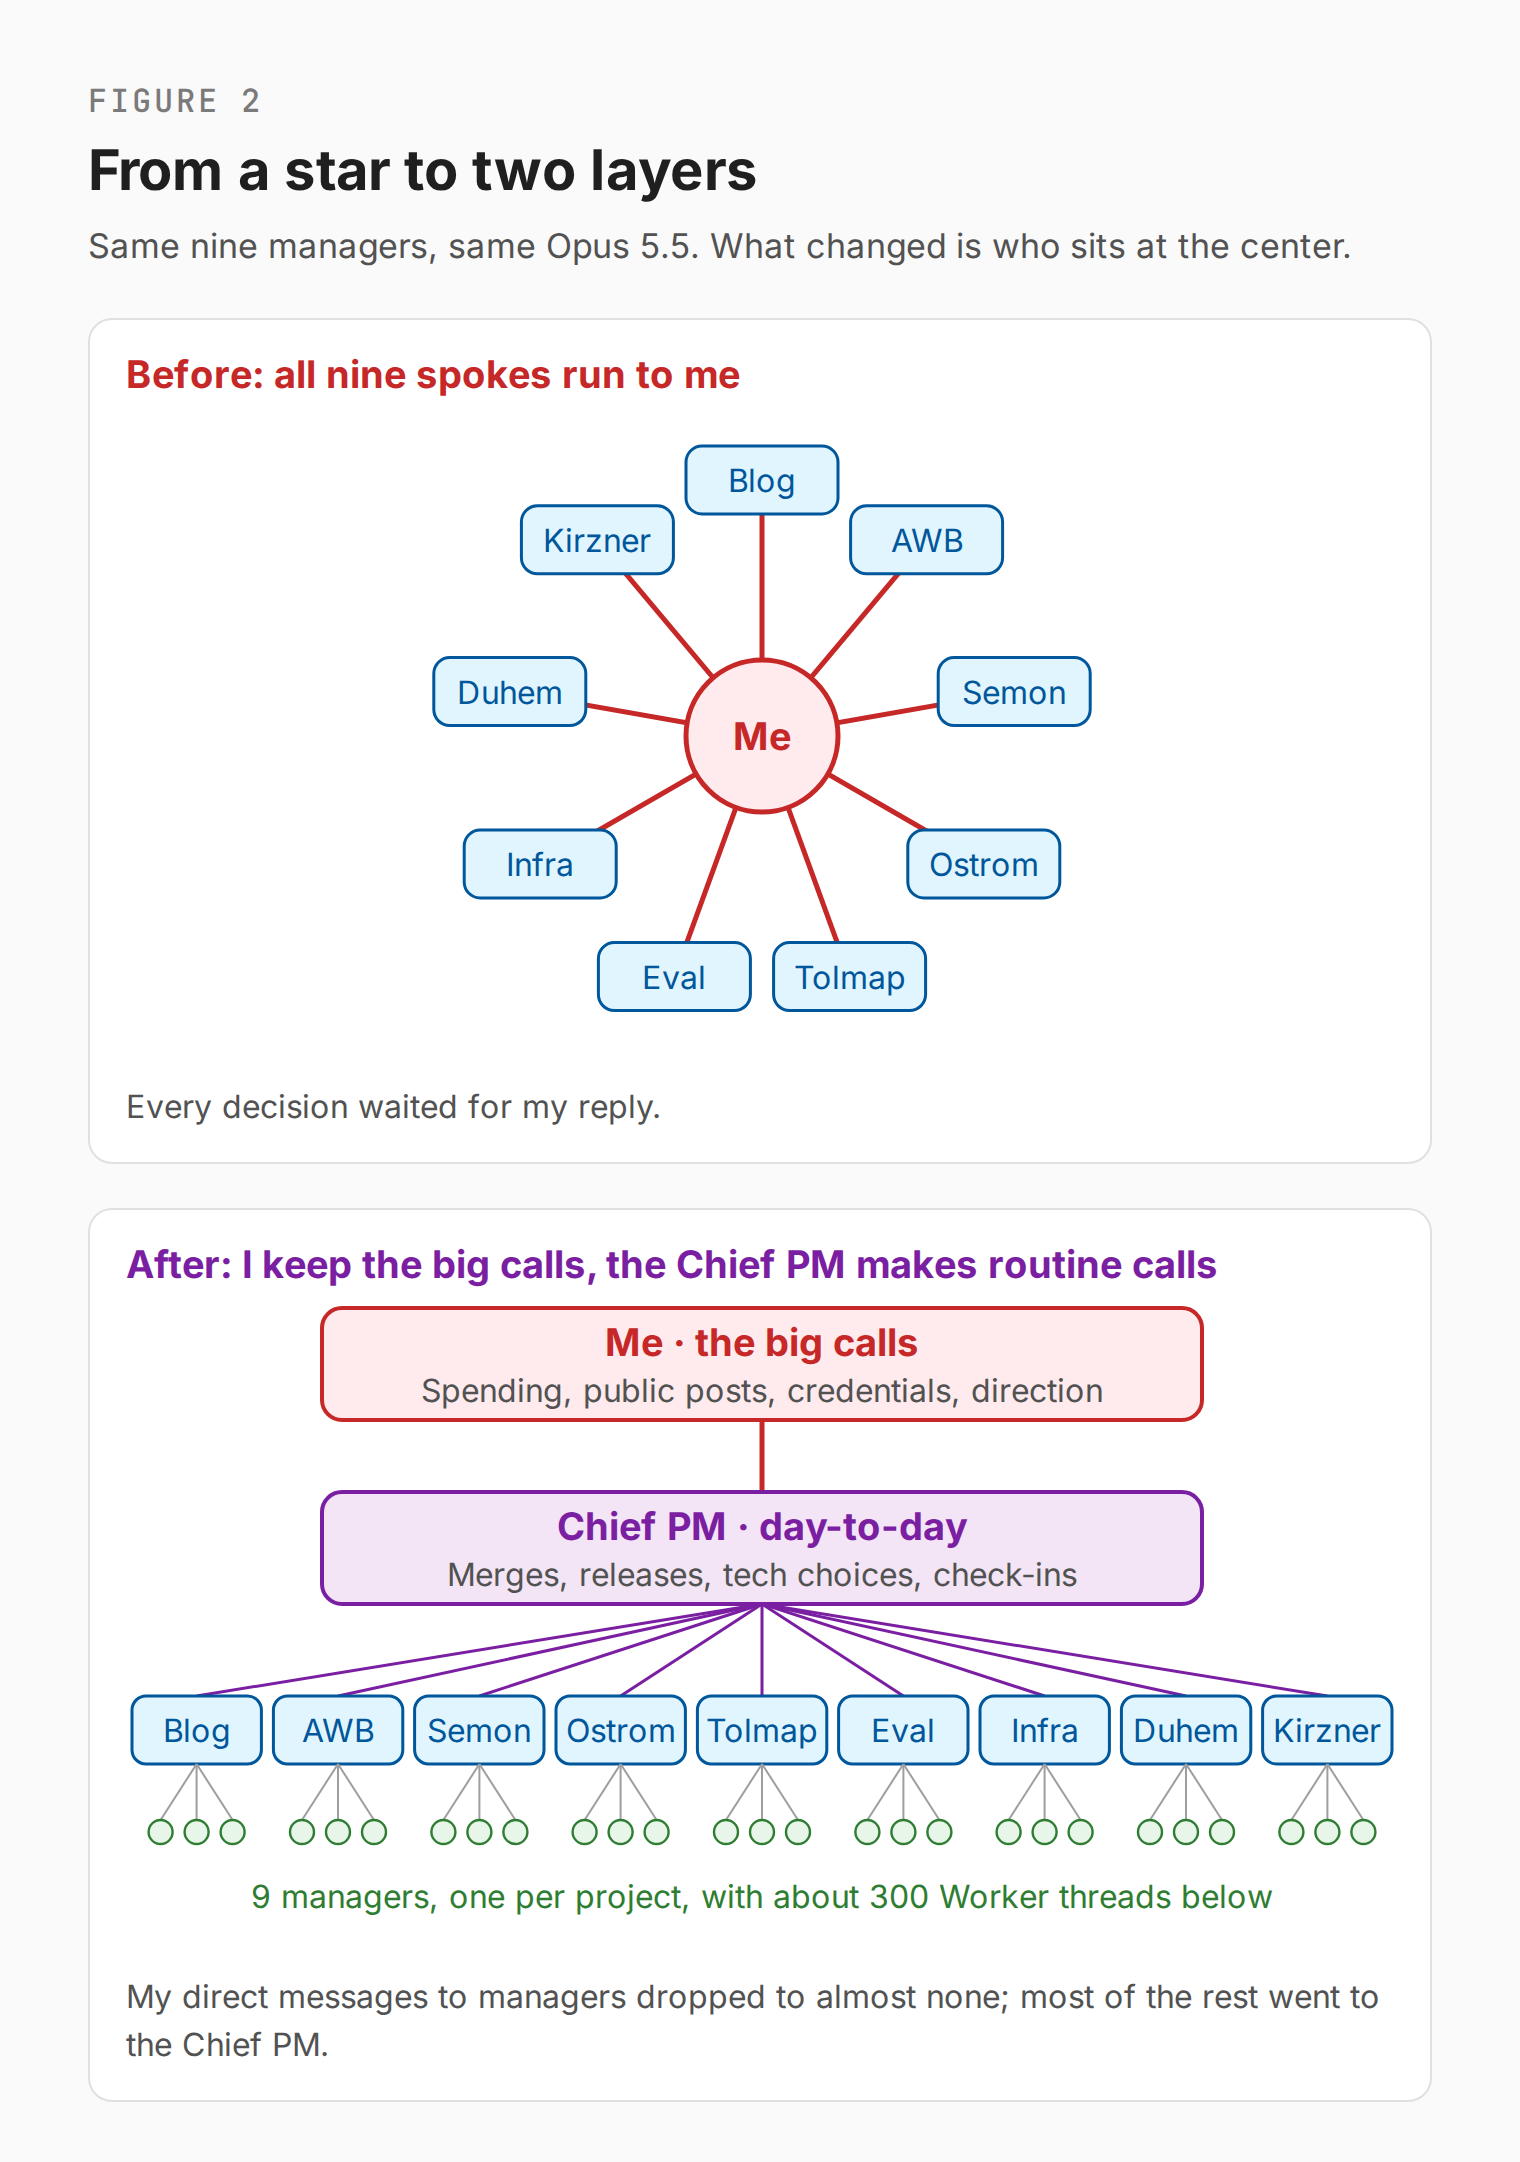 FIGURE 2
From a star to two layers
Same nine managers, same Opus 5.5. What changed is who sits at the center.
Before: all nine spokes run to me
Blog
Kirzner
AWB
Duhem
Semon
Me
Infra
Ostrom
Eval
Tolmap
Every decision waited for my reply.
After: I keep the big calls, the Chief PM makes routine calls
Me · the big calls
Spending, public posts, credentials, direction
Chief PM · day-to-day
Merges, releases, tech choices, check-ins
Blog
AWB
Semon
Ostrom
Tolmap
Eval
Infra
Duhem
Kirzner
9 managers, one per project, with about 300 Worker threads below
My direct messages to managers dropped to almost none; most of the rest went to
the Chief PM.